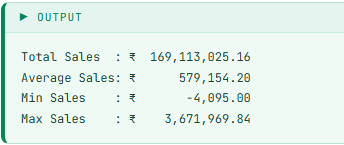 ▶ OUTPUT
Total Sales  : ₹  169,113,025.16
Average Sales: ₹      579,154.20
Min Sales    : ₹       -4,095.00
Max Sales    : ₹    3,671,969.84